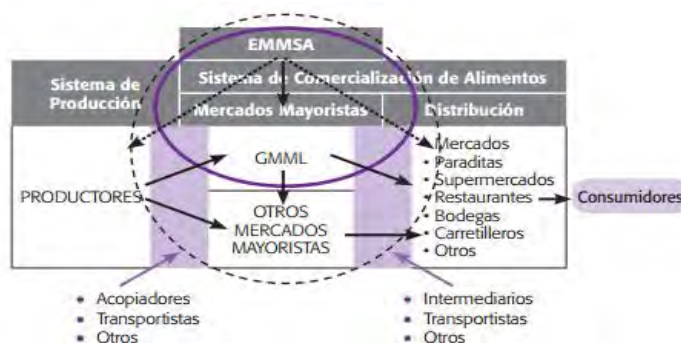 EMMSA
Sistema de
Producción
Sistema de Comercialización de Alimentos
Mercados Mayoristas
Distribución
PRODUCTORES
GMML
OTROS
MERCADOS
MAYORISTAS
• Mercados
• Paraditas
• Supermercados
• Restaurantes
• Bodegas
• Carretilleros
• Otros
Consumidores
• Acopiadores
• Transportistas
• Otros
• Intermediarios
• Transportistas
• Otros